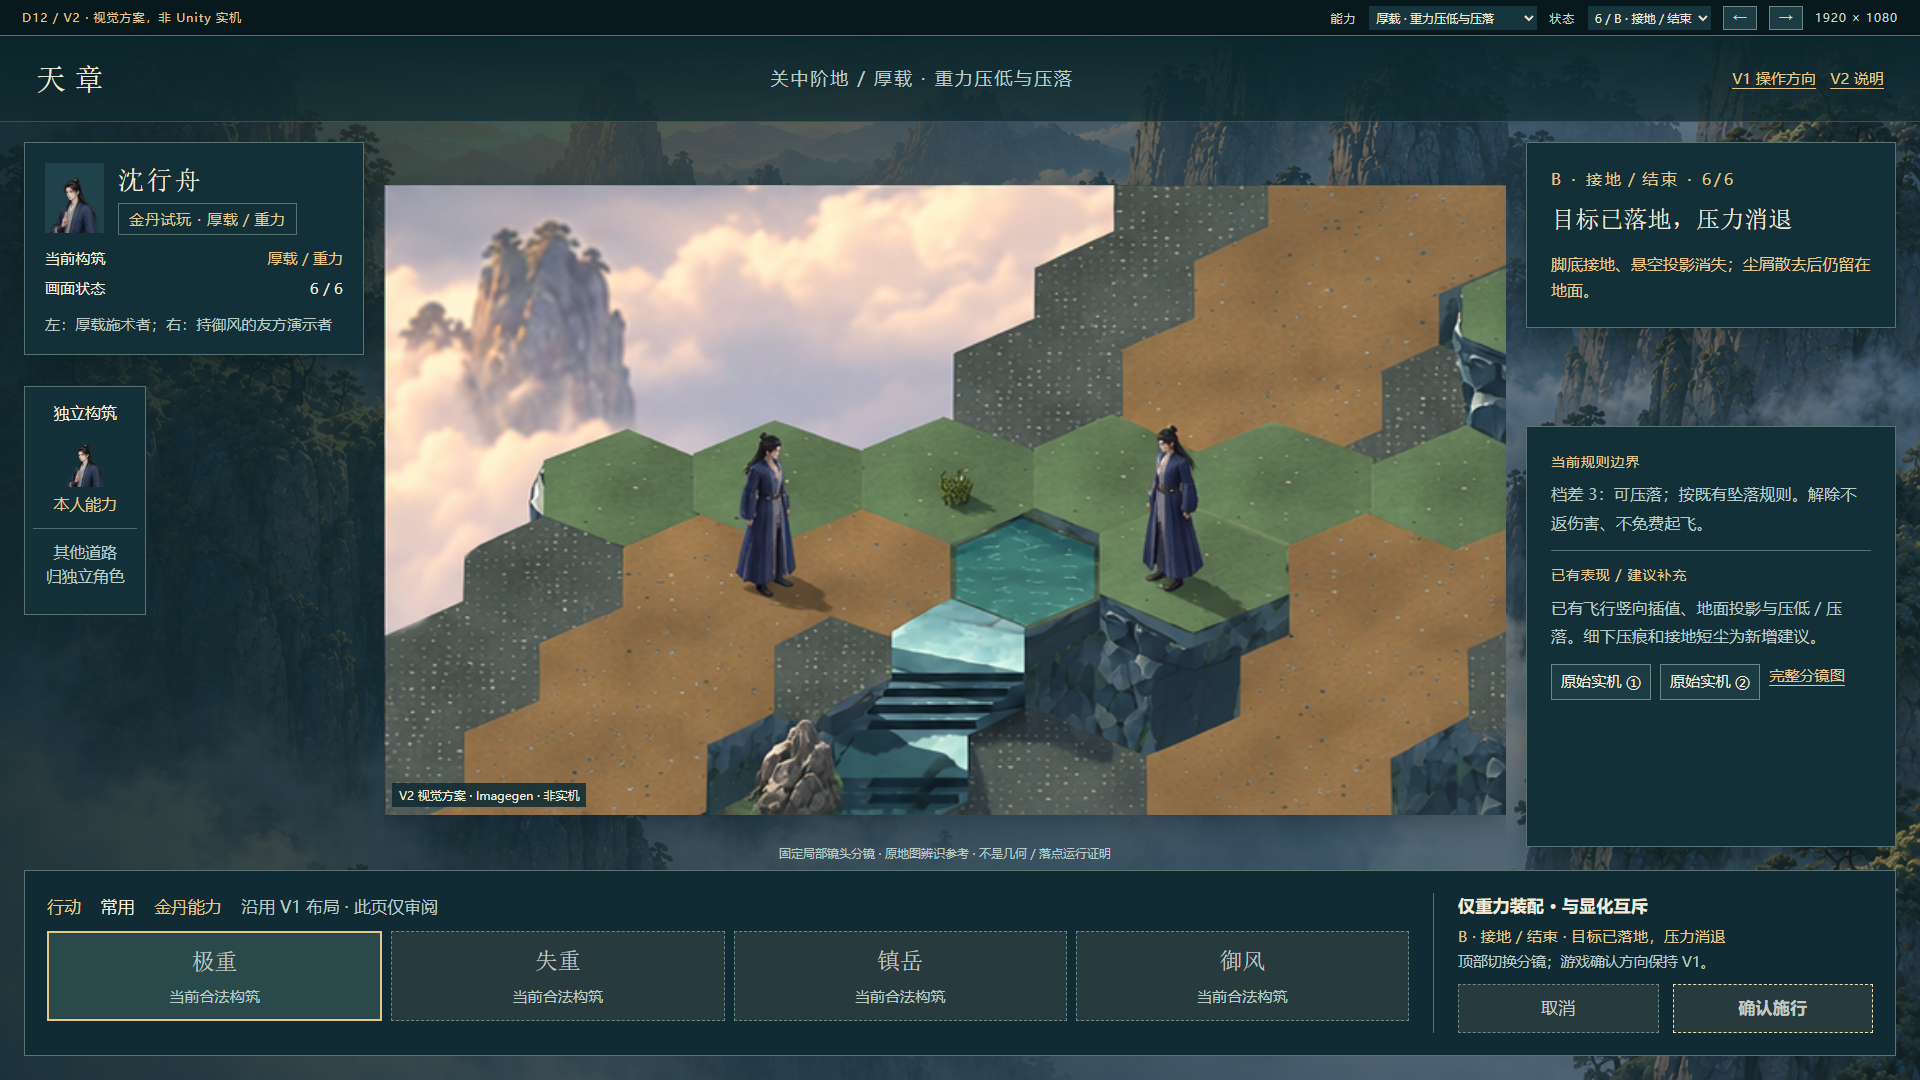 D12 / V2 · 视觉方案，非 Unity 实机
能力 厚载 · 重力压低与压落 状态 6 / B · 接地 / 结束 ← → 1920 × 1080
天章
关中阶地 / 厚载 · 重力压低与压落
V1 操作方向 V2 说明
沈行舟
金丹试玩 · 厚载 / 重力
当前构筑 厚载 / 重力
画面状态 6 / 6
左：厚载施术者；右：持御风的友方演示者
独立构筑
本人能力
其他道路
归独立角色
B · 接地 / 结束 · 6/6
目标已落地，压力消退
脚底接地、悬空投影消失；尘屑散去后仍留在
地面。
当前规则边界
档差 3：可压落；按既有坠落规则。解除不
返伤害、不免费起飞。
已有表现 / 建议补充
已有飞行竖向插值、地面投影与压低 / 压
落。细下压痕和接地短尘为新增建议。
原始实机 ① 原始实机 ② 完整分镜图
V2 视觉方案 · Imagegen · 非实机
固定局部镜头分镜 · 原地图辨识参考 · 不是几何 / 落点运行证明
行动 常用 金丹能力 沿用 V1 布局 · 此页仅审阅
极重
当前合法构筑
失重
当前合法构筑
镇岳
当前合法构筑
御风
当前合法构筑
仅重力装配 · 与显化互斥
B · 接地 / 结束 · 目标已落地，压力消退
顶部切换分镜；游戏确认方向保持 V1。
取消 确认施行